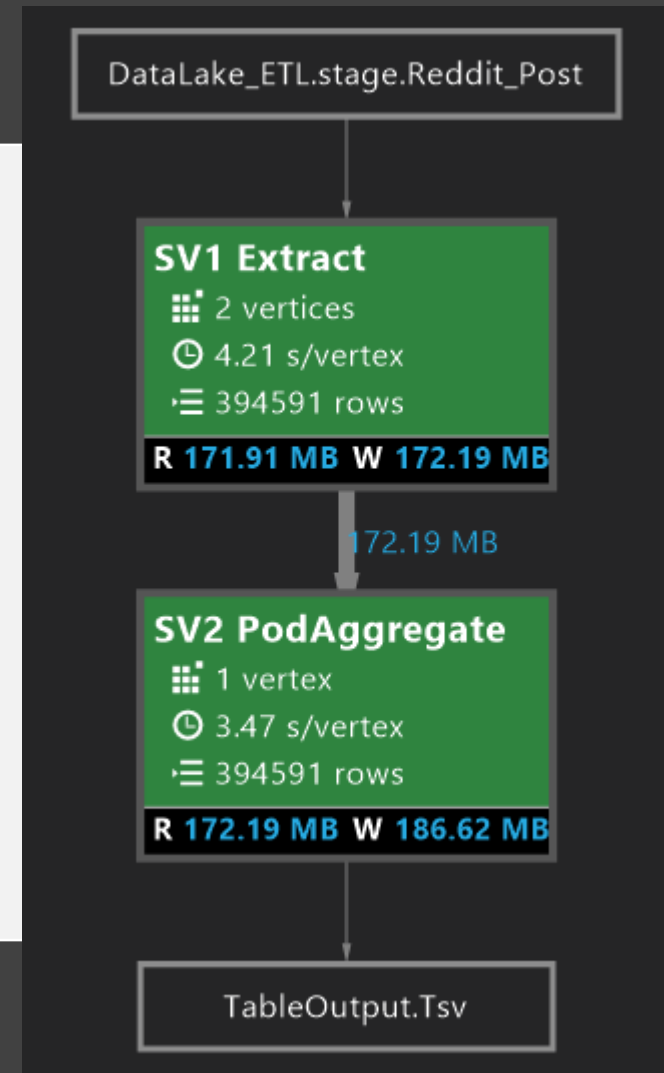 DataLake_ETL.stage.Reddit_Post
SV1 Extract
2 vertices
4.21 s/vertex
394591 rows
R 171.91 MB W 172.19 MB
172.19 MB
SV2 PodAggregate
1 vertex
3.47 s/vertex
394591 rows
R 172.19 MB W 186.62 MB
TableOutput.Tsv